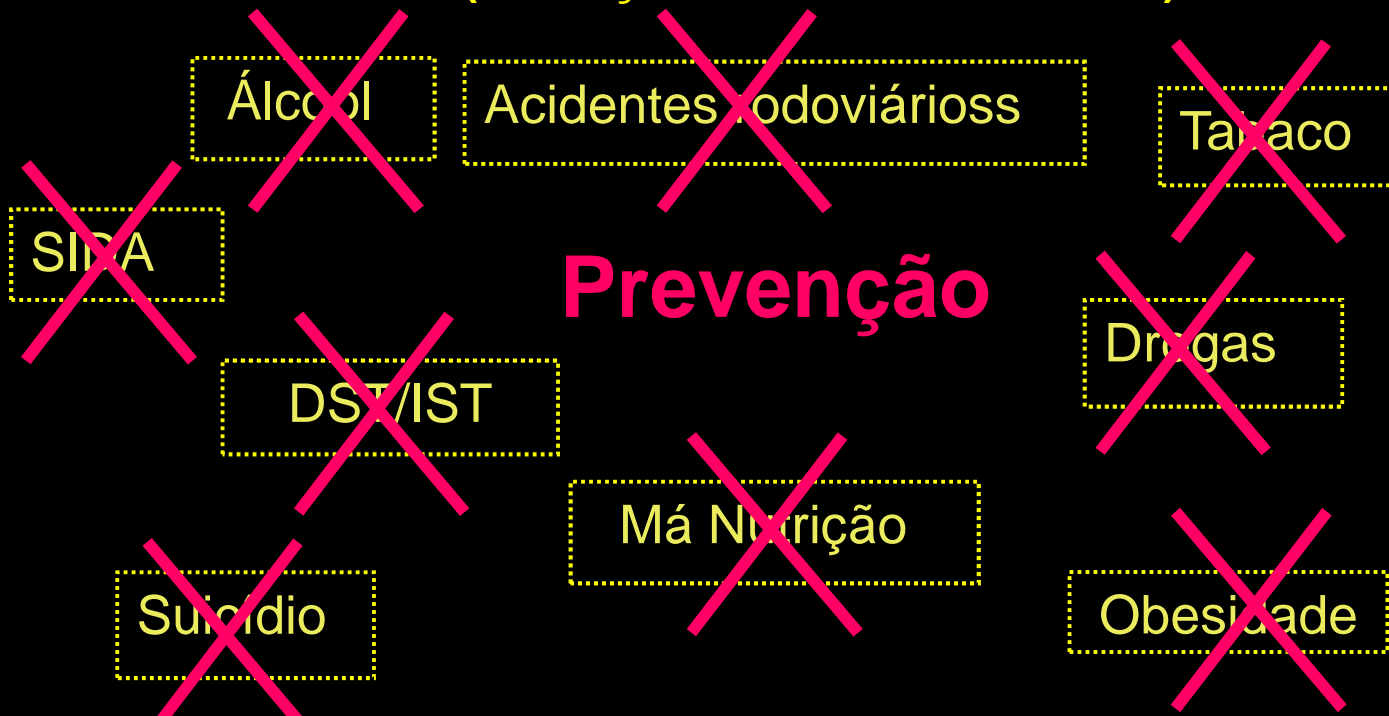 Álcool
Acidentes rodoviárioss
Tabaco
SIDA
Prevenção
Drogas
DST/IST
Má Nutrição
Suicídio
Obesidade